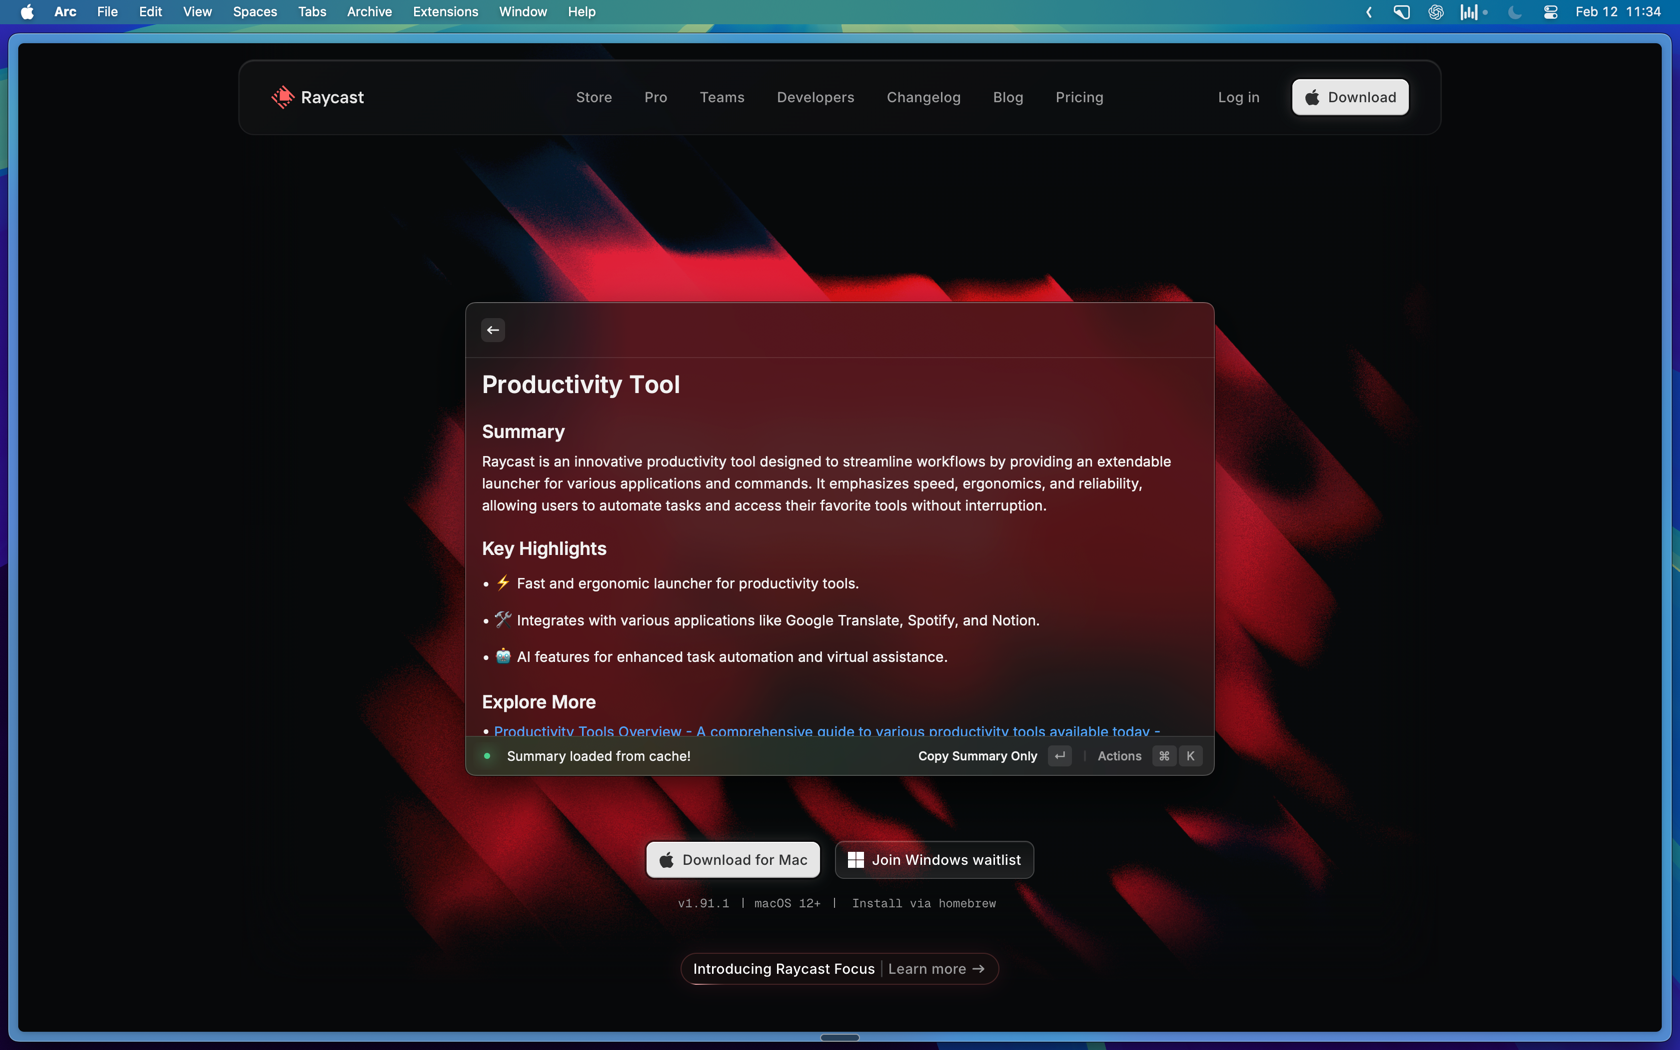 Arc File Edit View Spaces Tabs Archive Extensions Window Help Feb 12 11:34
Raycast Store Pro Teams Developers Changelog Blog Pricing Log in Download
Productivity Tool
Summary
Raycast is an innovative productivity tool designed to streamline workflows by providing an extendable
launcher for various applications and commands. It emphasizes speed, ergonomics, and reliability,
allowing users to automate tasks and access their favorite tools without interruption.
Key Highlights
• ⚡ Fast and ergonomic launcher for productivity tools.
• 🛠 Integrates with various applications like Google Translate, Spotify, and Notion.
• 🤖 AI features for enhanced task automation and virtual assistance.
Explore More
• Productivity Tools Overview - A comprehensive guide to various productivity tools available today -
Summary loaded from cache! Copy Summary Only ↵ | Actions ⌘ K
Download for Mac Join Windows waitlist
v1.91.1 | macOS 12+ | Install via homebrew
Introducing Raycast Focus | Learn more →